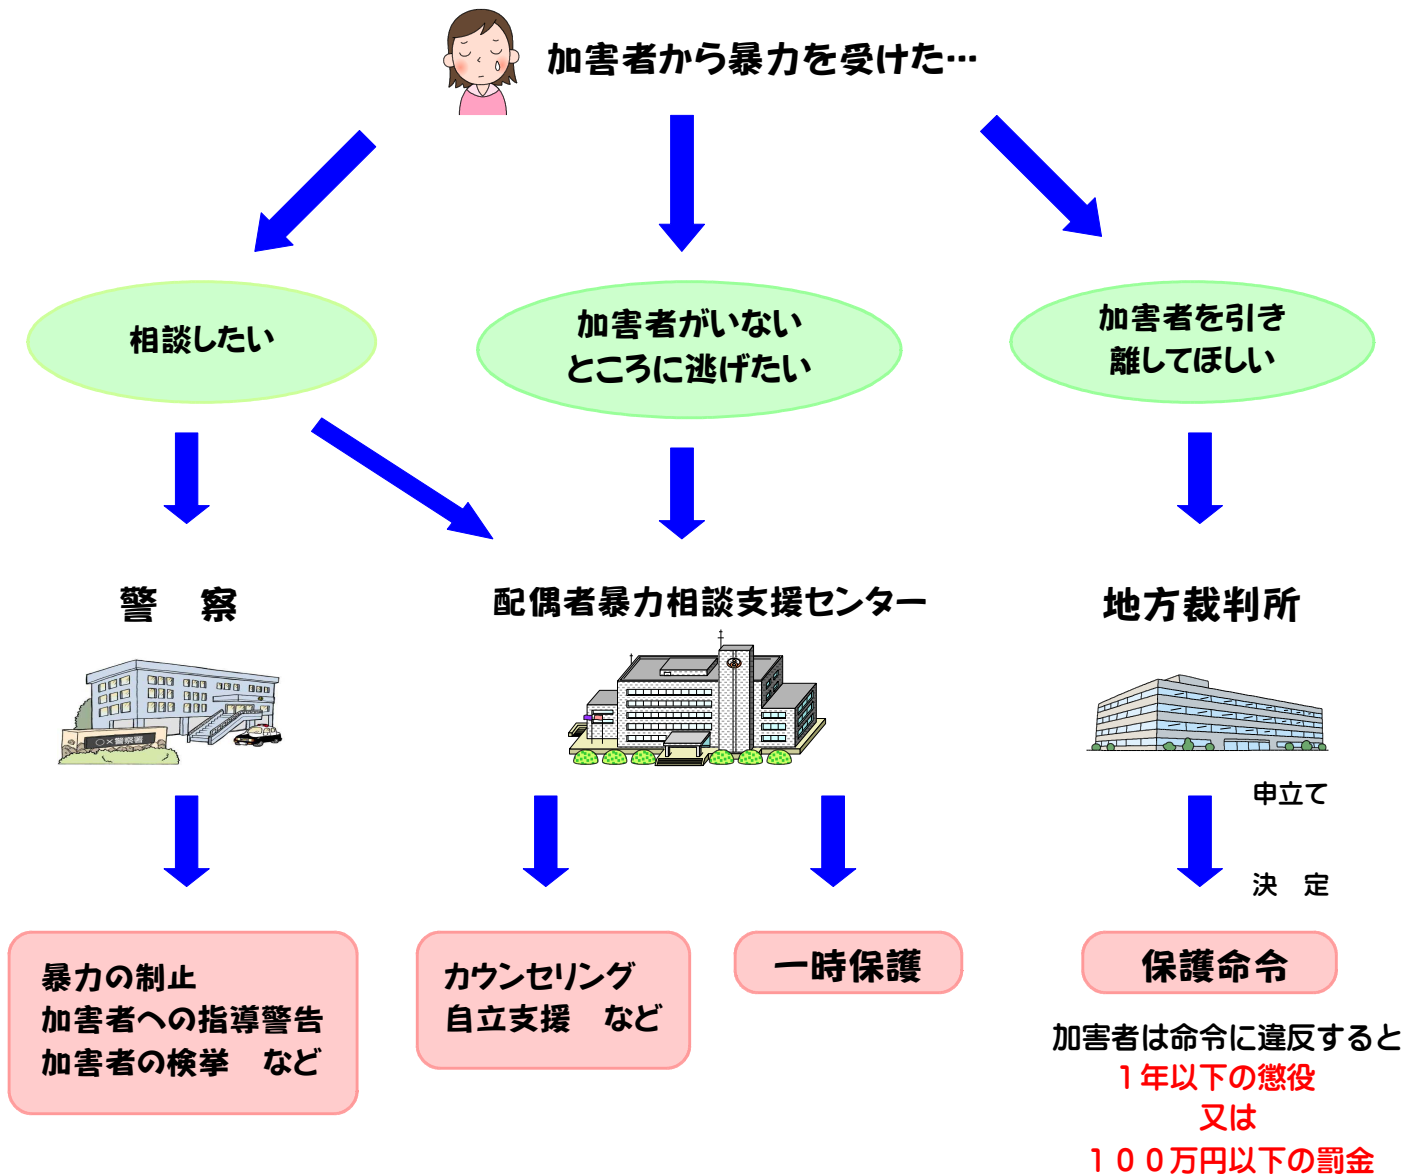 加害者から暴力を受けた…
相談したい
加害者がいない
ところに逃げたい
加害者を引き
離してほしい
警　察
配偶者暴力相談支援センター
地方裁判所
〇×警察署
申立て
決　定
暴力の制止
加害者への指導警告
加害者の検挙　など
カウンセリング
自立支援　など
一時保護
保護命令
加害者は命令に違反すると
１年以下の懲役
又は
１００万円以下の罰金